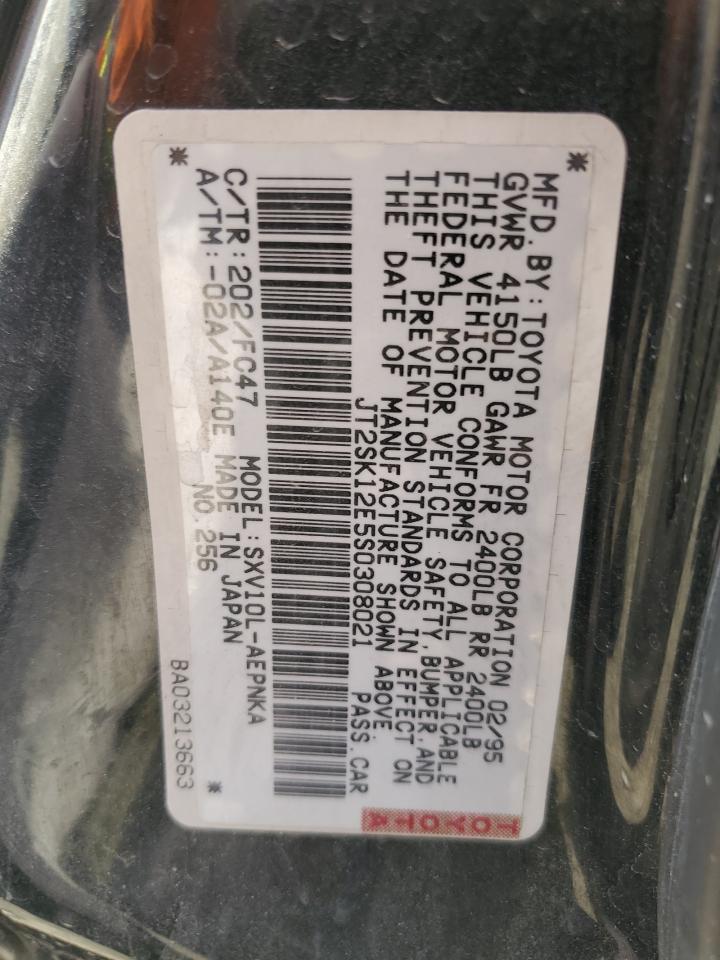 MFD.BY:TOYOTA MOTOR CORPORATION 02/95
GVWR 4150LB GAWR FR 2400LB RR 2400LB
THIS VEHICLE CONFORMS TO ALL APPLICABLE
FEDERAL MOTOR VEHICLE SAFETY,BUMPER,AND
THEFT PREVENTION STANDARDS IN EFFECT ON
THE DATE OF MANUFACTURE SHOWN ABOVE.
JT2SK12E5S0308021 PASS.CAR
C/TR:202/FC47 MODEL:SXV10L-AEPNKA
A/TM:-02A/A140E MADE IN JAPAN
NO.256
BA03213663
TOYOTA